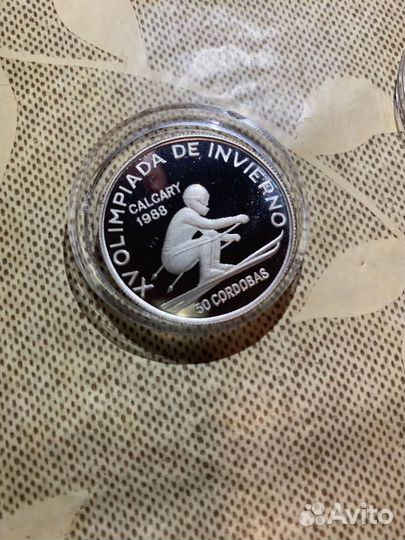 XV OLIMPIADA DE INVIERNO
CALGARY
1988
50 CORDOBAS
Avito